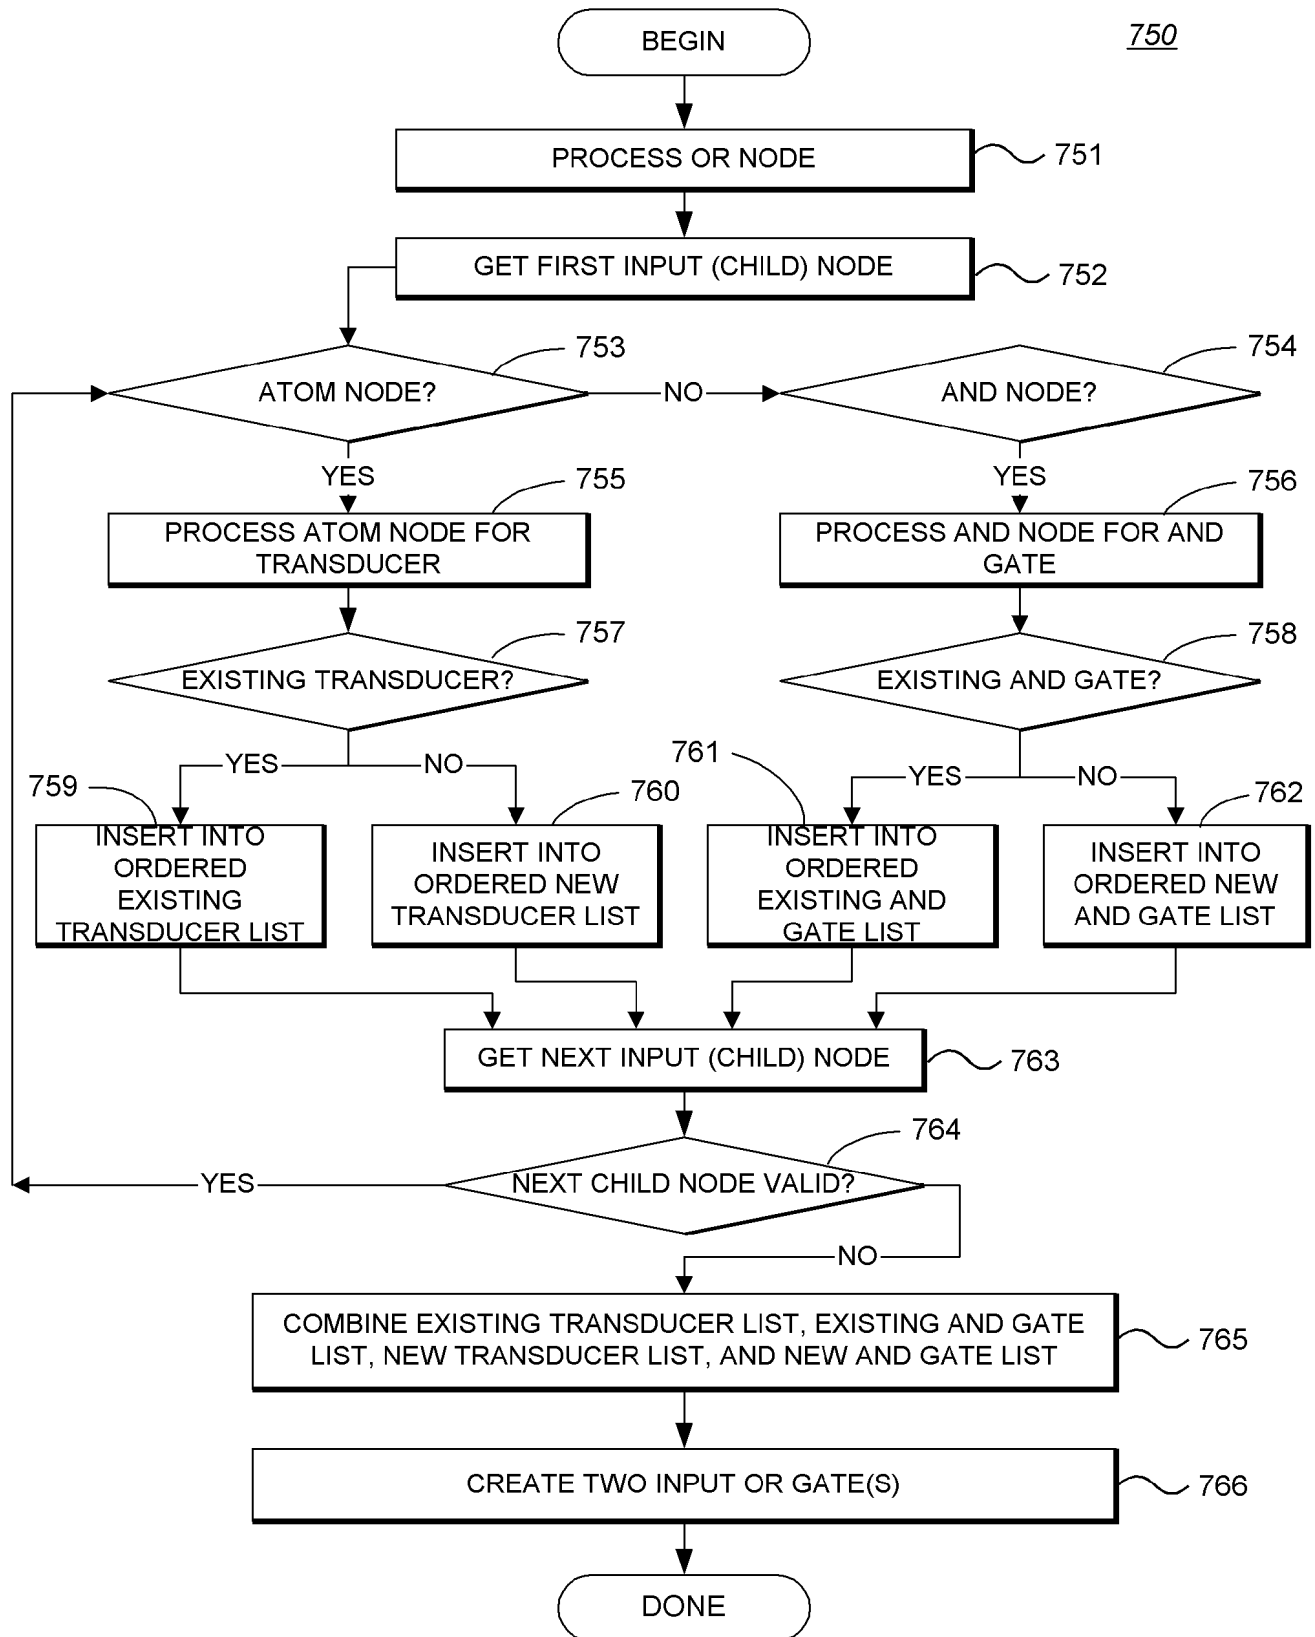 BEGIN
750
PROCESS OR NODE
751
GET FIRST INPUT (CHILD) NODE
752
753
754
ATOM NODE?
NO
AND NODE?
YES
YES
755
756
PROCESS ATOM NODE FOR
TRANSDUCER
PROCESS AND NODE FOR AND
GATE
757
758
EXISTING TRANSDUCER?
EXISTING AND GATE?
YES
NO
YES
NO
759
760
761
762
INSERT INTO
ORDERED
EXISTING
TRANSDUCER LIST
INSERT INTO
ORDERED NEW
TRANSDUCER LIST
INSERT INTO
ORDERED
EXISTING AND
GATE LIST
INSERT INTO
ORDERED NEW
AND GATE LIST
GET NEXT INPUT (CHILD) NODE
763
764
YES
NEXT CHILD NODE VALID?
NO
COMBINE EXISTING TRANSDUCER LIST, EXISTING AND GATE
LIST, NEW TRANSDUCER LIST, AND NEW AND GATE LIST
765
CREATE TWO INPUT OR GATE(S)
766
DONE